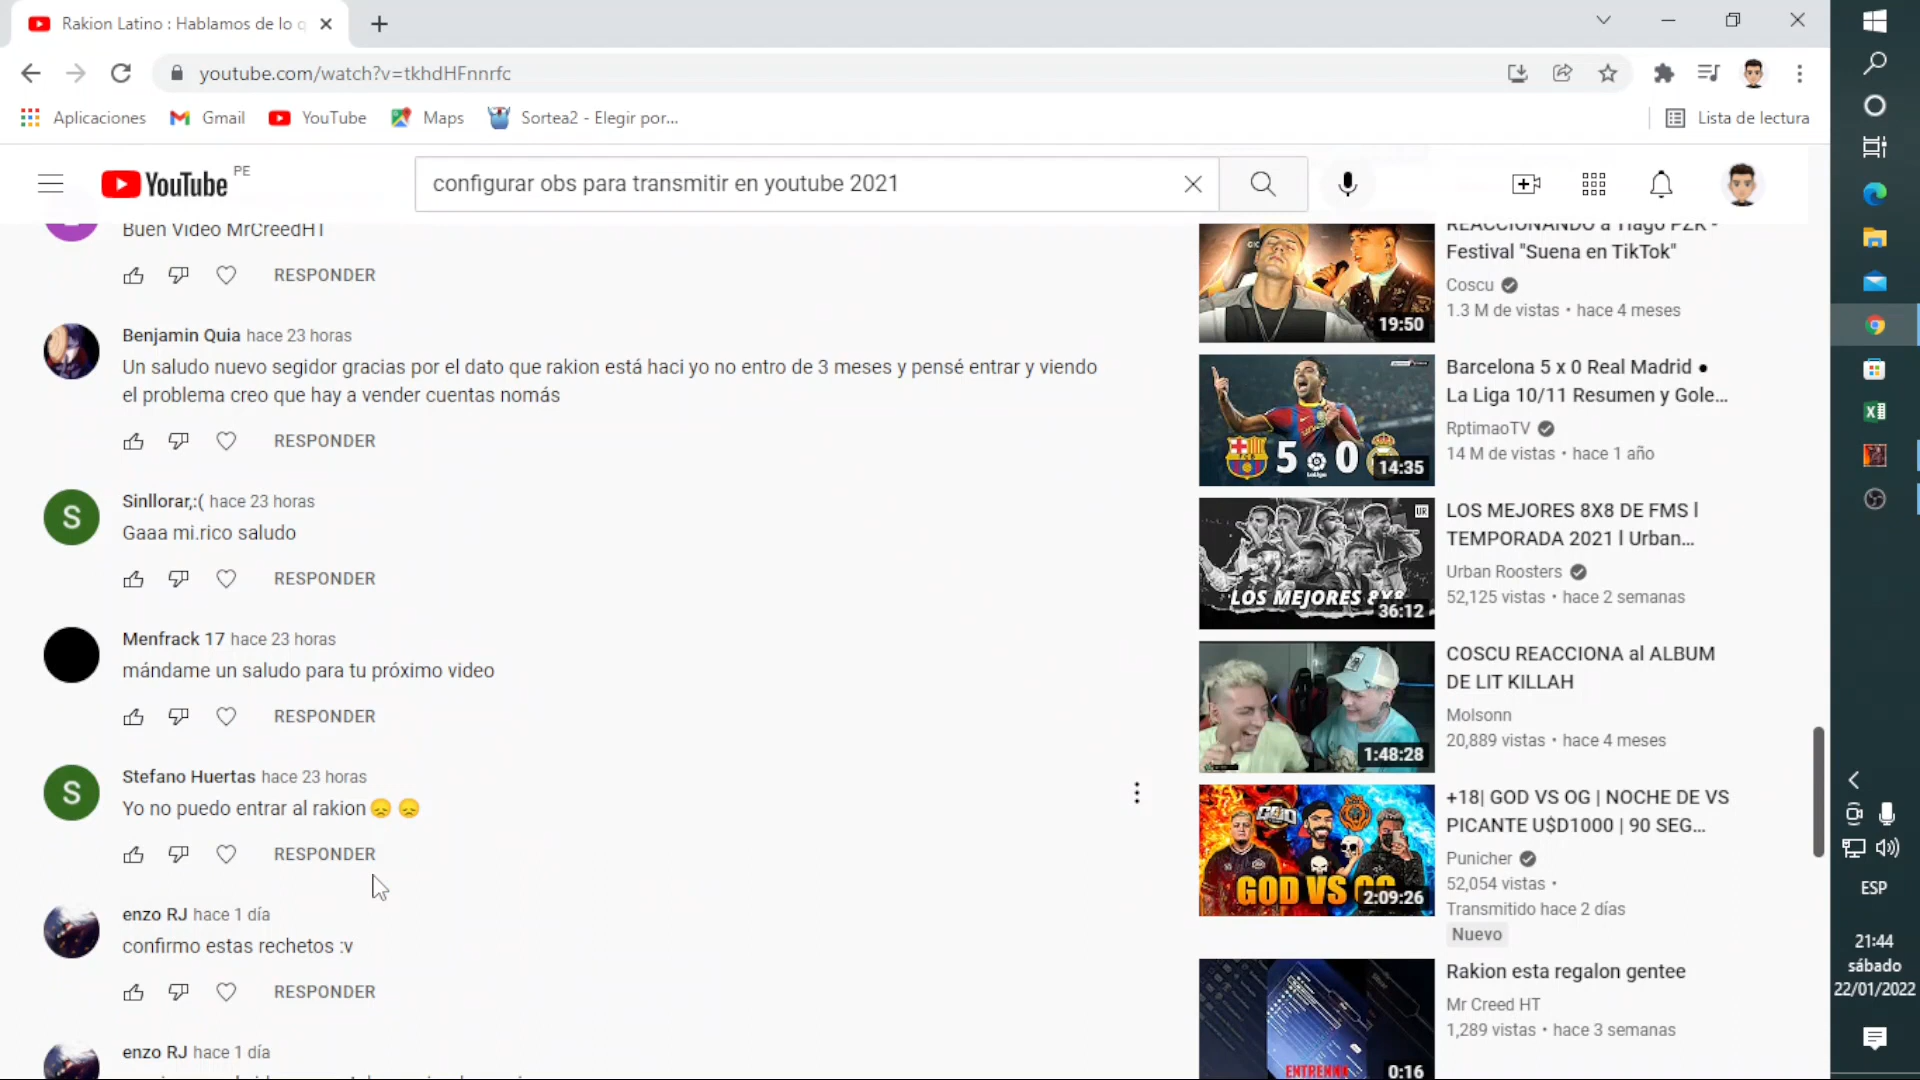 Rakion Latino : Hablamos de lo q
youtube.com/watch?v=tkhdHFnnrfc
Aplicaciones
Gmail
YouTube
Maps
Sortea2 - Elegir por...
Lista de lectura
YouTube
PE
configurar obs para transmitir en youtube 2021
Buen Video MrCreedHT
RESPONDER
Benjamin Quia hace 23 horas
Un saludo nuevo segidor gracias por el dato que rakion está haci yo no entro de 3 meses y pensé entrar y viendo
el problema creo que hay a vender cuentas nomás
RESPONDER
S
Sinllorar,:( hace 23 horas
Gaaa mi.rico saludo
RESPONDER
Menfrack 17 hace 23 horas
mándame un saludo para tu próximo video
RESPONDER
S
Stefano Huertas hace 23 horas
Yo no puedo entrar al rakion 😞 😞
RESPONDER
enzo RJ hace 1 día
confirmo estas rechetos :v
RESPONDER
enzo RJ hace 1 día
REACCIONANDO a Tiago PZK -
Festival "Suena en TikTok"
Coscu
1.3 M de vistas • hace 4 meses
19:50
Barcelona 5 x 0 Real Madrid ●
La Liga 10/11 Resumen y Gole...
RptimaoTV
14 M de vistas • hace 1 año
5 0
14:35
LOS MEJORES 8X8 DE FMS l
TEMPORADA 2021 l Urban...
Urban Roosters
52,125 vistas • hace 2 semanas
UR
LOS MEJORES 8X8
36:12
COSCU REACCIONA al ALBUM
DE LIT KILLAH
Molsonn
20,889 vistas • hace 4 meses
1:48:28
+18| GOD VS OG | NOCHE DE VS
PICANTE U$D1000 | 90 SEG...
Punicher
52,054 vistas •
Transmitido hace 2 días
Nuevo
GOD
GOD VS OG
2:09:26
Rakion esta regalon gentee
Mr Creed HT
1,289 vistas • hace 3 semanas
0:16
ESP
21:44
sábado
22/01/2022